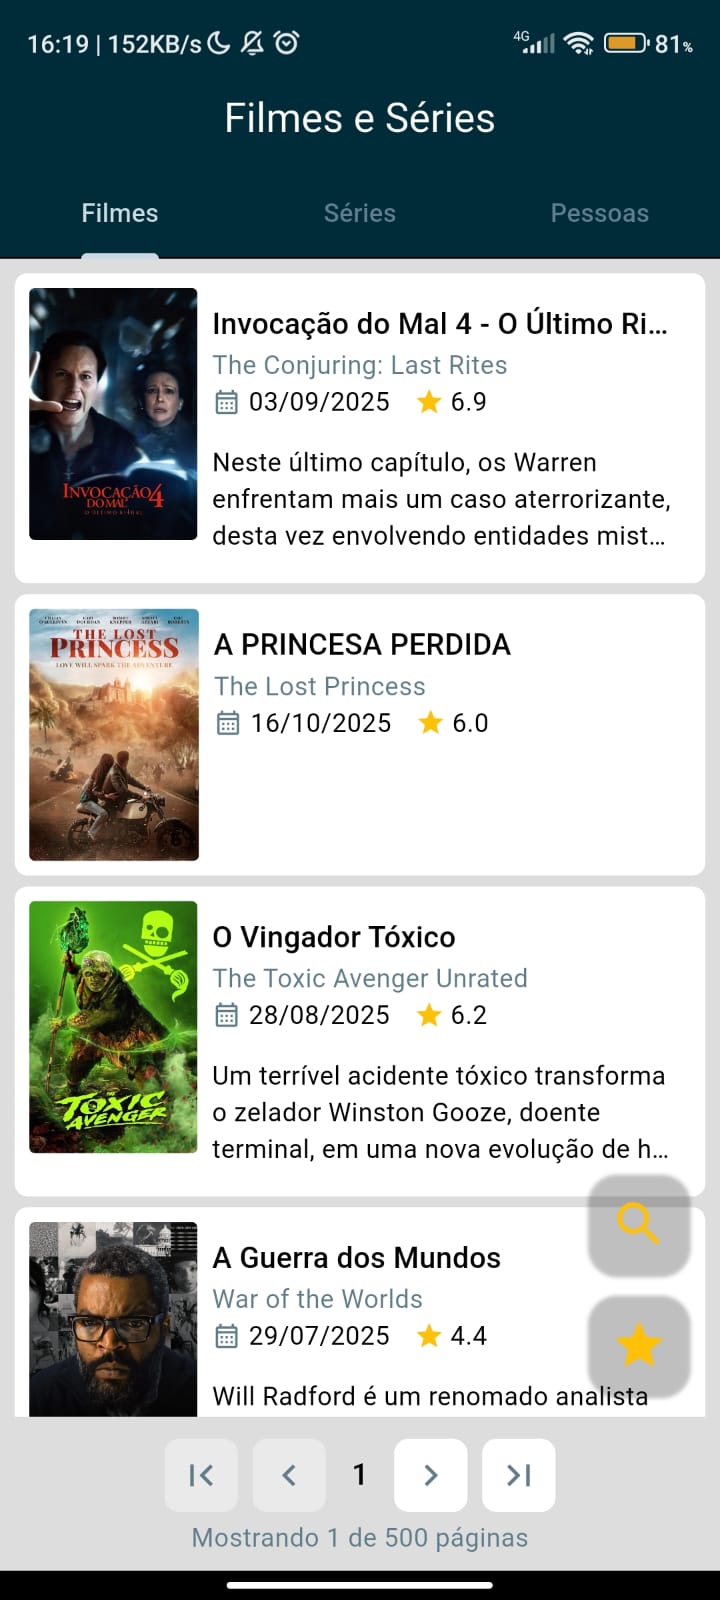 16:19 | 152KB/s
4G
81%
Filmes e Séries
Filmes
Séries
Pessoas
INVOCAÇÃO 4
DO MAL
O ÚLTIMO RITUAL
Invocação do Mal 4 - O Último Ri...
The Conjuring: Last Rites
03/09/2025
6.9
Neste último capítulo, os Warren
enfrentam mais um caso aterrorizante,
desta vez envolvendo entidades mist...
THE LOST
PRINCESS
LOVE WILL SPARK THE ADVENTURE
A PRINCESA PERDIDA
The Lost Princess
16/10/2025
6.0
THE
TOXIC
AVENGER
O Vingador Tóxico
The Toxic Avenger Unrated
28/08/2025
6.2
Um terrível acidente tóxico transforma
o zelador Winston Gooze, doente
terminal, em uma nova evolução de h...
A Guerra dos Mundos
War of the Worlds
29/07/2025
4.4
Will Radford é um renomado analista
1
Mostrando 1 de 500 páginas